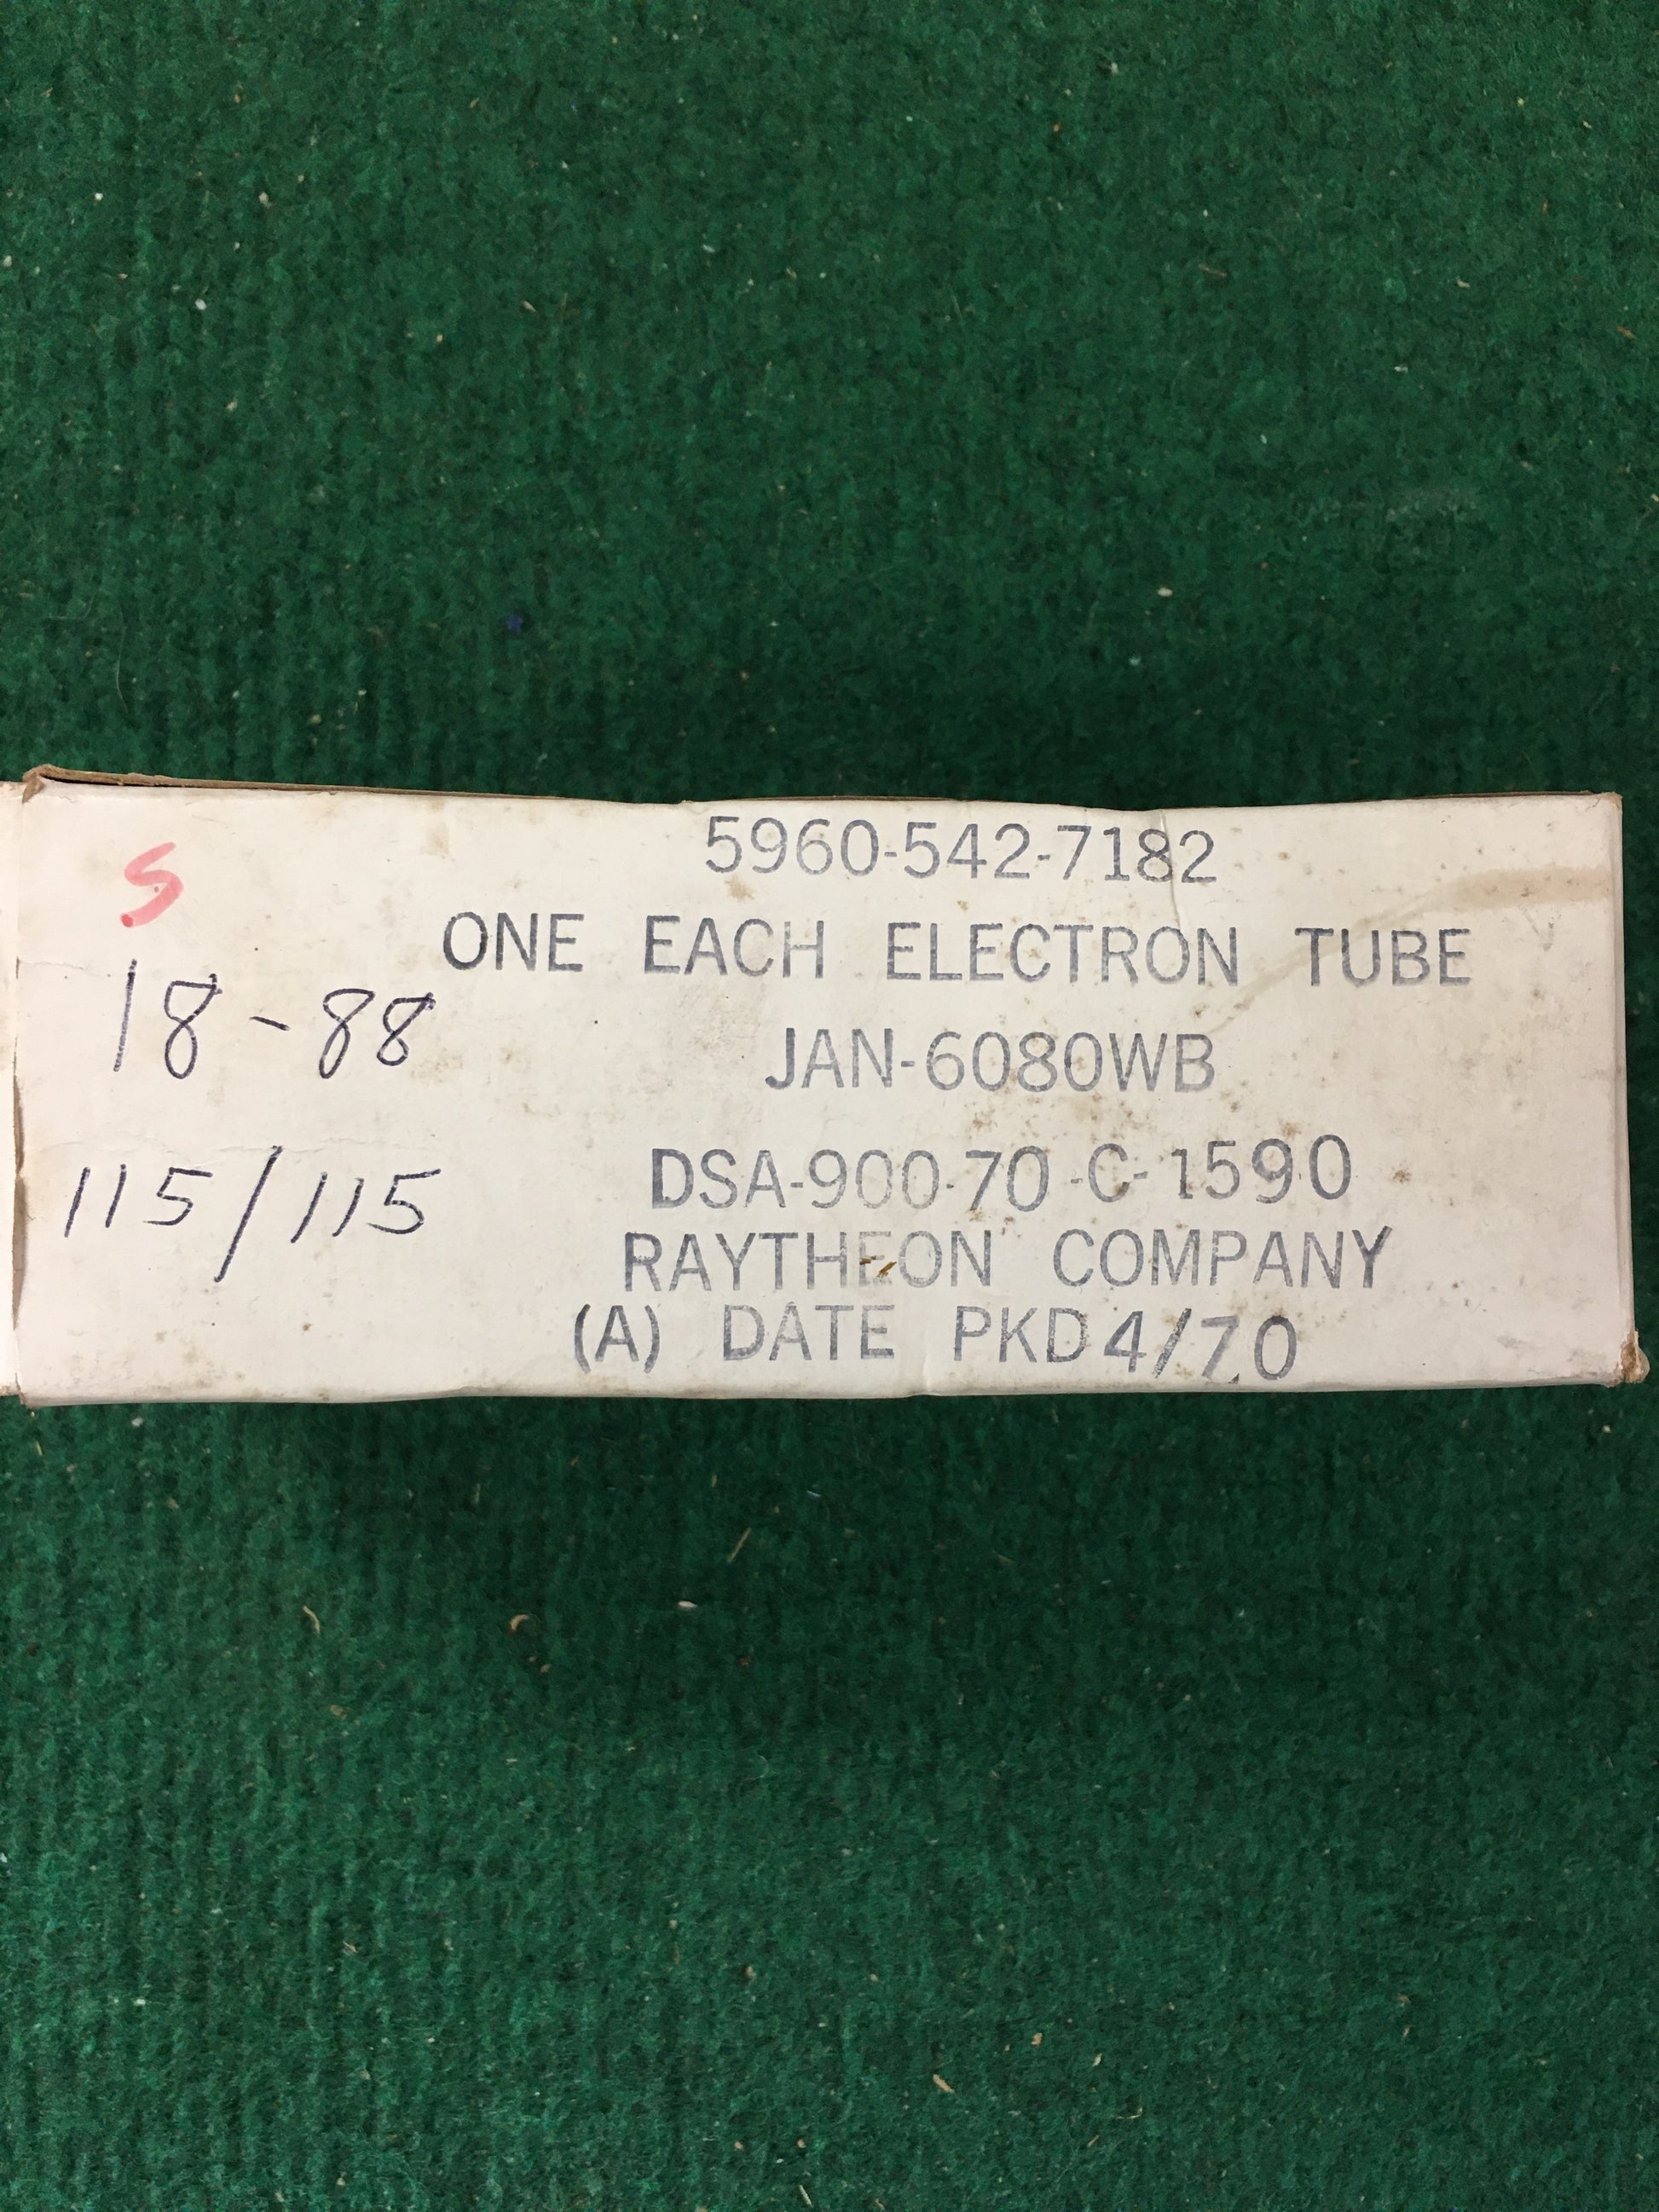 S
18-88
115/115
5960-542-7182
ONE EACH ELECTRON TUBE
JAN-6080WB
DSA-900-70-C-1590
RAYTHEON COMPANY
(A) DATE PKD 4/70